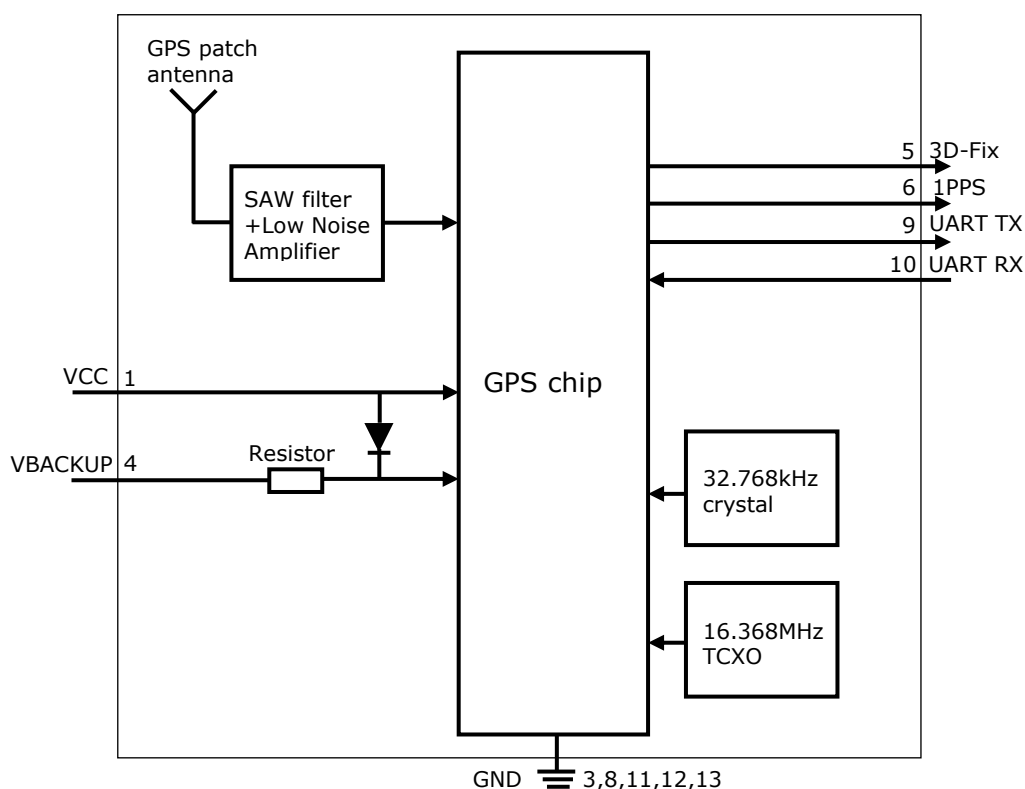 GPS patch
antenna
SAW filter
+Low Noise
Amplifier
GPS chip
5 3D-Fix
6 1PPS
9 UART TX
10 UART RX
VCC 1
VBACKUP 4
Resistor
32.768kHz
crystal
16.368MHz
TCXO
GND 3,8,11,12,13